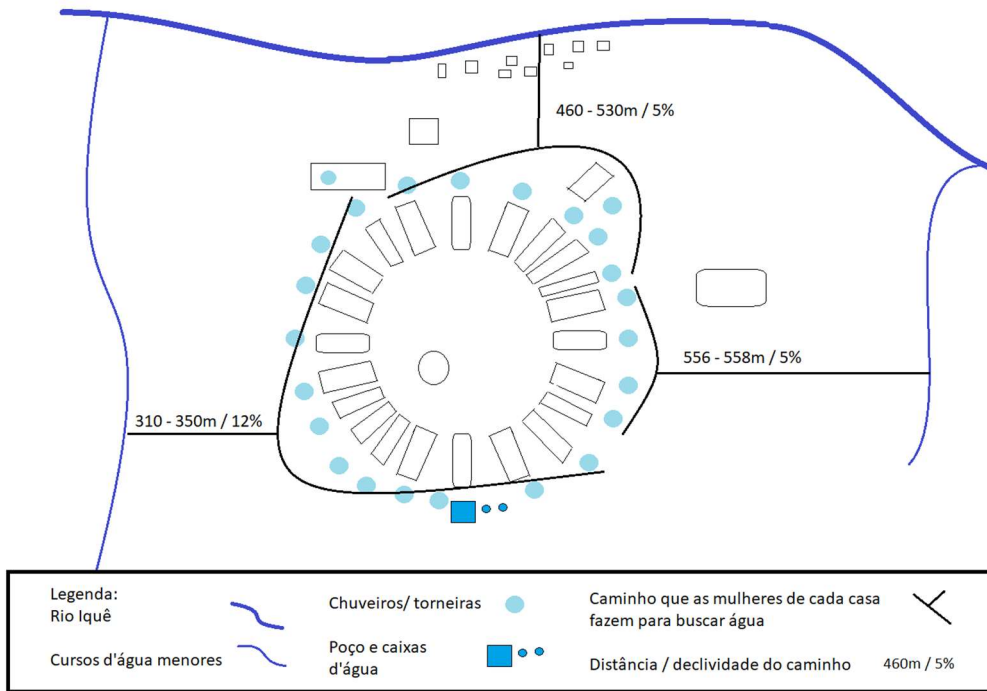 460 - 530m / 5%
556 - 558m / 5%
310 - 350m / 12%
Legenda:
Rio Iquê
Cursos d'água menores
Chuveiros/ torneiras
Poço e caixas
d'água
Caminho que as mulheres de cada casa
fazem para buscar água
Distância / declividade do caminho
460m / 5%